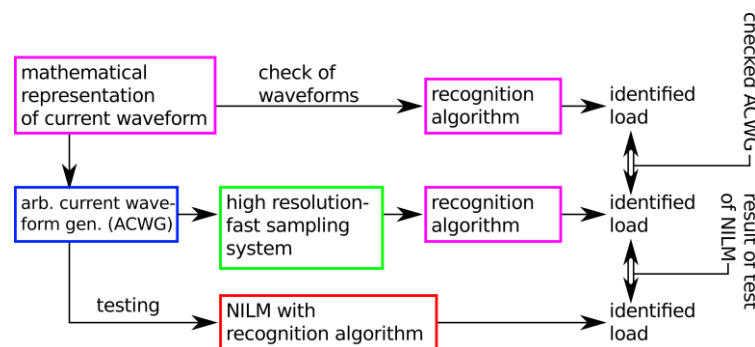 mathematical
representation
of current waveform
check of
waveforms
recognition
algorithm
identified
load
checked ACWG
arb. current wave-
form gen. (ACWG)
high resolution-
fast sampling
system
recognition
algorithm
identified
load
result of test
of NILM
testing
NILM with
recognition algorithm
identified
load